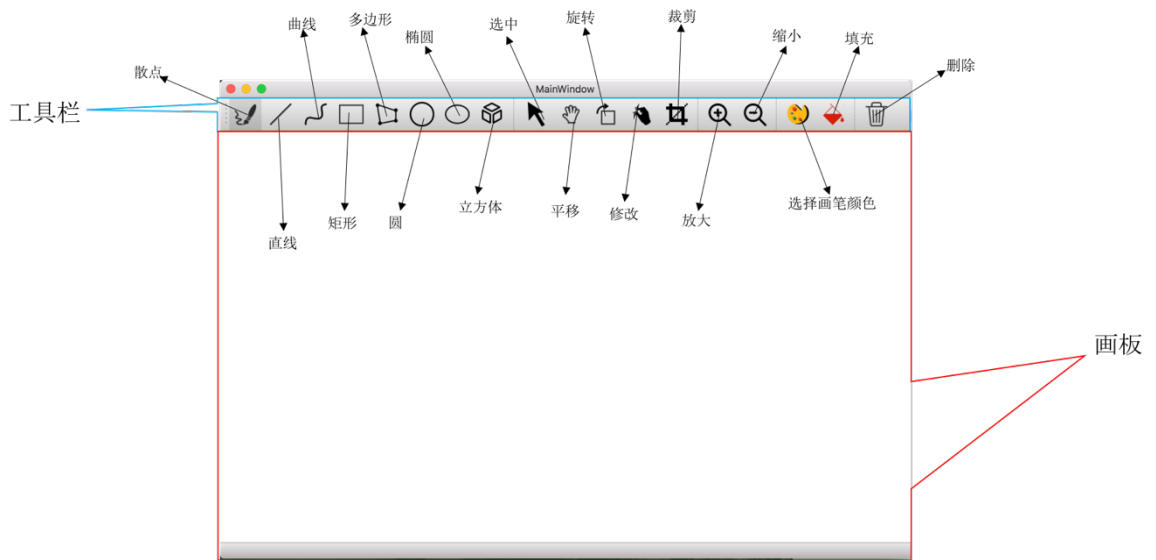 裁剪
多边形
旋转
曲线
选中
椭圆
缩小
填充
散点
删除
MainWindow
工具栏
立方体
平移
修改
选择画笔颜色
矩形
圆
放大
直线
画板